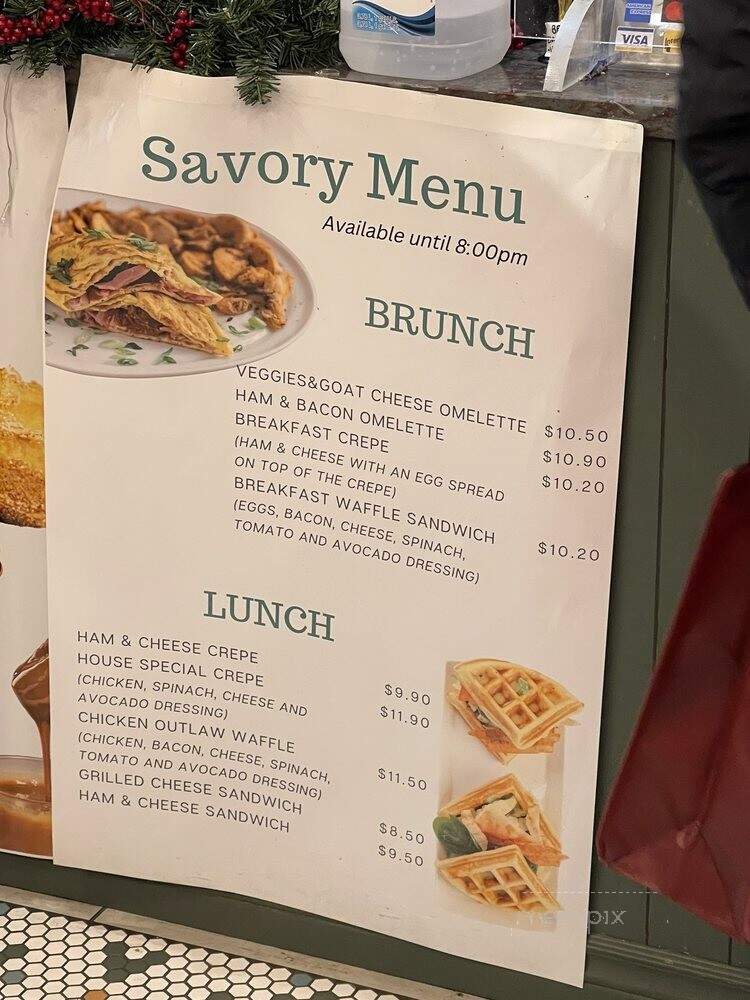 AMERICAN EXPRESS
VISA
Savory Menu
Available until 8:00pm
BRUNCH
VEGGIES&GOAT CHEESE OMELETTE $10.50
HAM & BACON OMELETTE $10.90
BREAKFAST CREPE $10.20
(HAM & CHEESE WITH AN EGG SPREAD
ON TOP OF THE CREPE)
BREAKFAST WAFFLE SANDWICH $10.20
(EGGS, BACON, CHEESE, SPINACH,
TOMATO AND AVOCADO DRESSING)
LUNCH
HAM & CHEESE CREPE $9.90
HOUSE SPECIAL CREPE $11.90
(CHICKEN, SPINACH, CHEESE AND
AVOCADO DRESSING)
CHICKEN OUTLAW WAFFLE $11.50
(CHICKEN, BACON, CHEESE, SPINACH,
TOMATO AND AVOCADO DRESSING)
GRILLED CHEESE SANDWICH $8.50
HAM & CHEESE SANDWICH $9.50